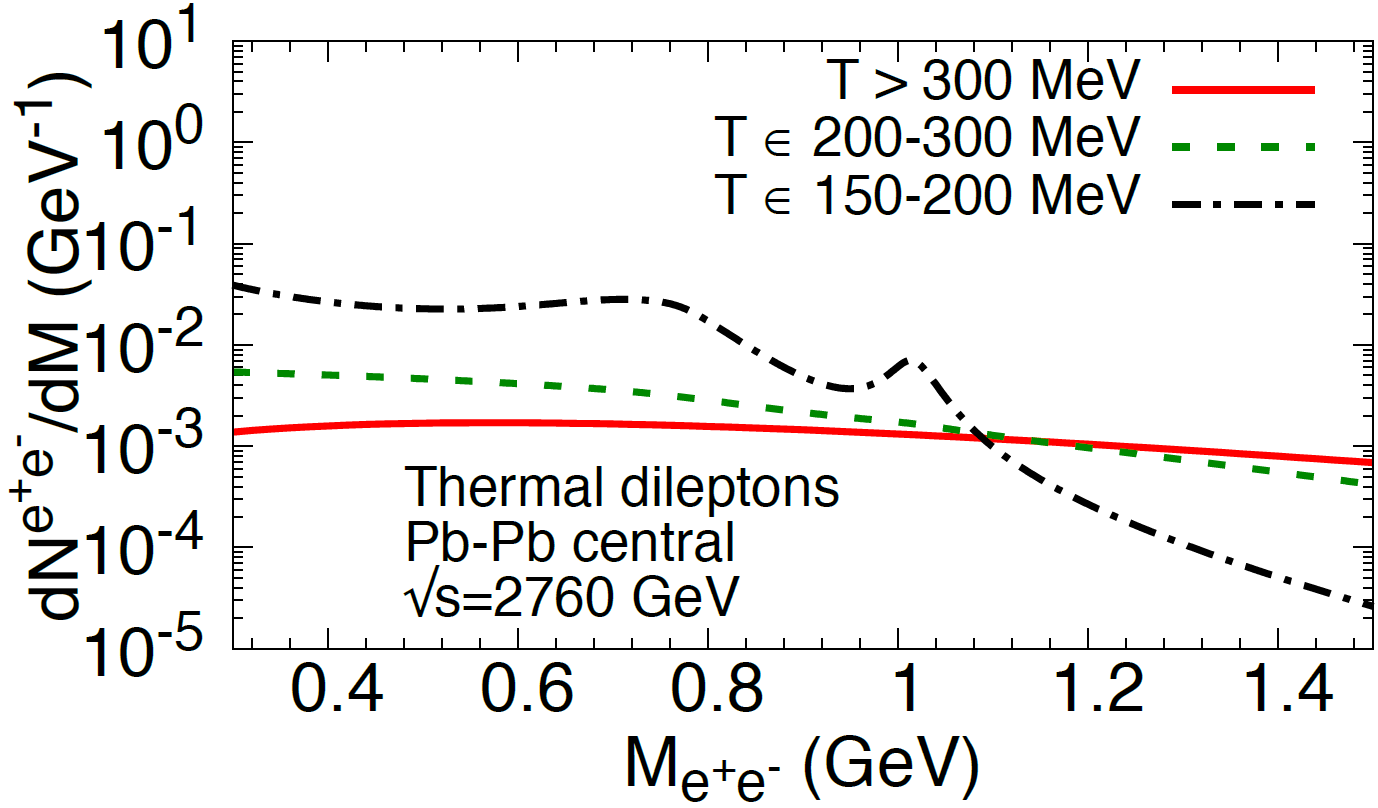 dN^{e^+e^-}/dM (GeV^{-1})
10^1
10^0
10^{-1}
10^{-2}
10^{-3}
10^{-4}
10^{-5}
T > 300 MeV
T ∈ 200-300 MeV
T ∈ 150-200 MeV
Thermal dileptons
Pb-Pb central
√s=2760 GeV
0.4 0.6 0.8 1 1.2 1.4
M_{e^+e^-} (GeV)